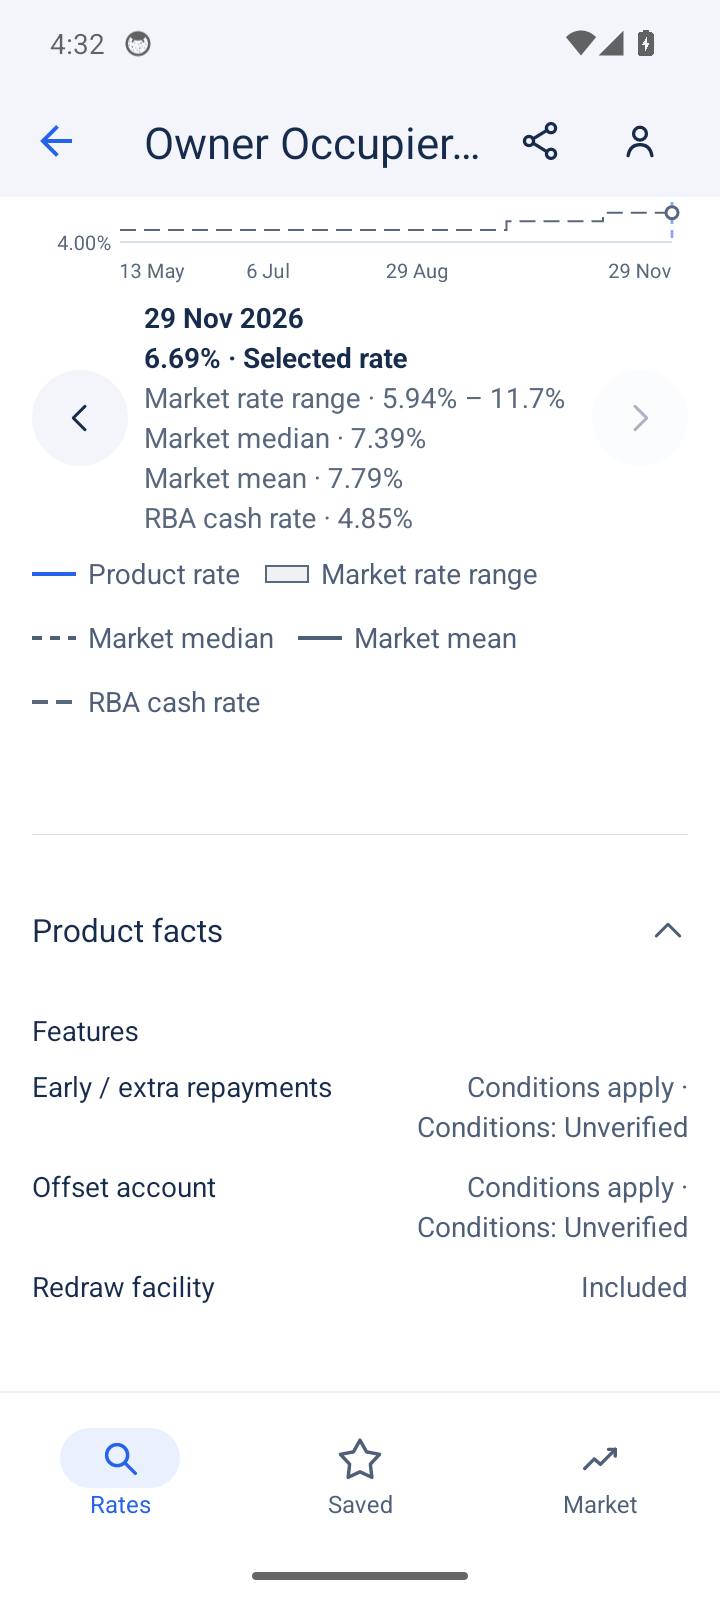 4:32
Owner Occupier...
4.00%
13 May 6 Jul 29 Aug 29 Nov
29 Nov 2026
6.69% · Selected rate
Market rate range · 5.94% – 11.7%
Market median · 7.39%
Market mean · 7.79%
RBA cash rate · 4.85%
Product rate Market rate range
Market median Market mean
RBA cash rate
Product facts
Features
Early / extra repayments Conditions apply ·
Conditions: Unverified
Offset account Conditions apply ·
Conditions: Unverified
Redraw facility Included
Rates Saved Market